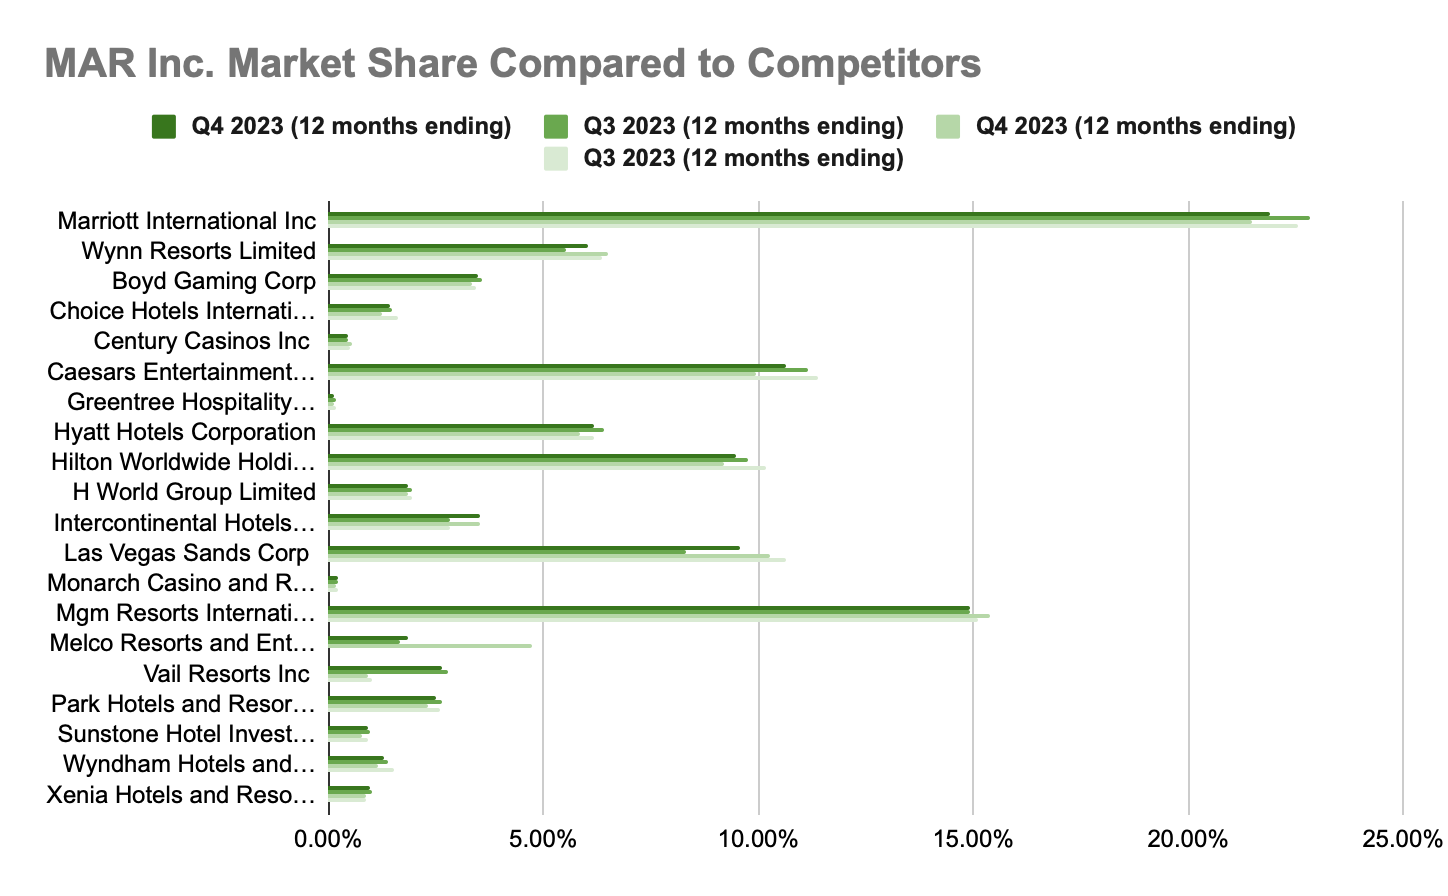 MAR Inc. Market Share Compared to Competitors
Q4 2023 (12 months ending) Q3 2023 (12 months ending) Q4 2023 (12 months ending)
Q3 2023 (12 months ending)
Marriott International Inc
Wynn Resorts Limited
Boyd Gaming Corp
Choice Hotels Internati…
Century Casinos Inc
Caesars Entertainment…
Greentree Hospitality…
Hyatt Hotels Corporation
Hilton Worldwide Holdi…
H World Group Limited
Intercontinental Hotels…
Las Vegas Sands Corp
Monarch Casino and R…
Mgm Resorts Internati…
Melco Resorts and Ent…
Vail Resorts Inc
Park Hotels and Resor…
Sunstone Hotel Invest…
Wyndham Hotels and…
Xenia Hotels and Reso…
0.00% 5.00% 10.00% 15.00% 20.00% 25.00%